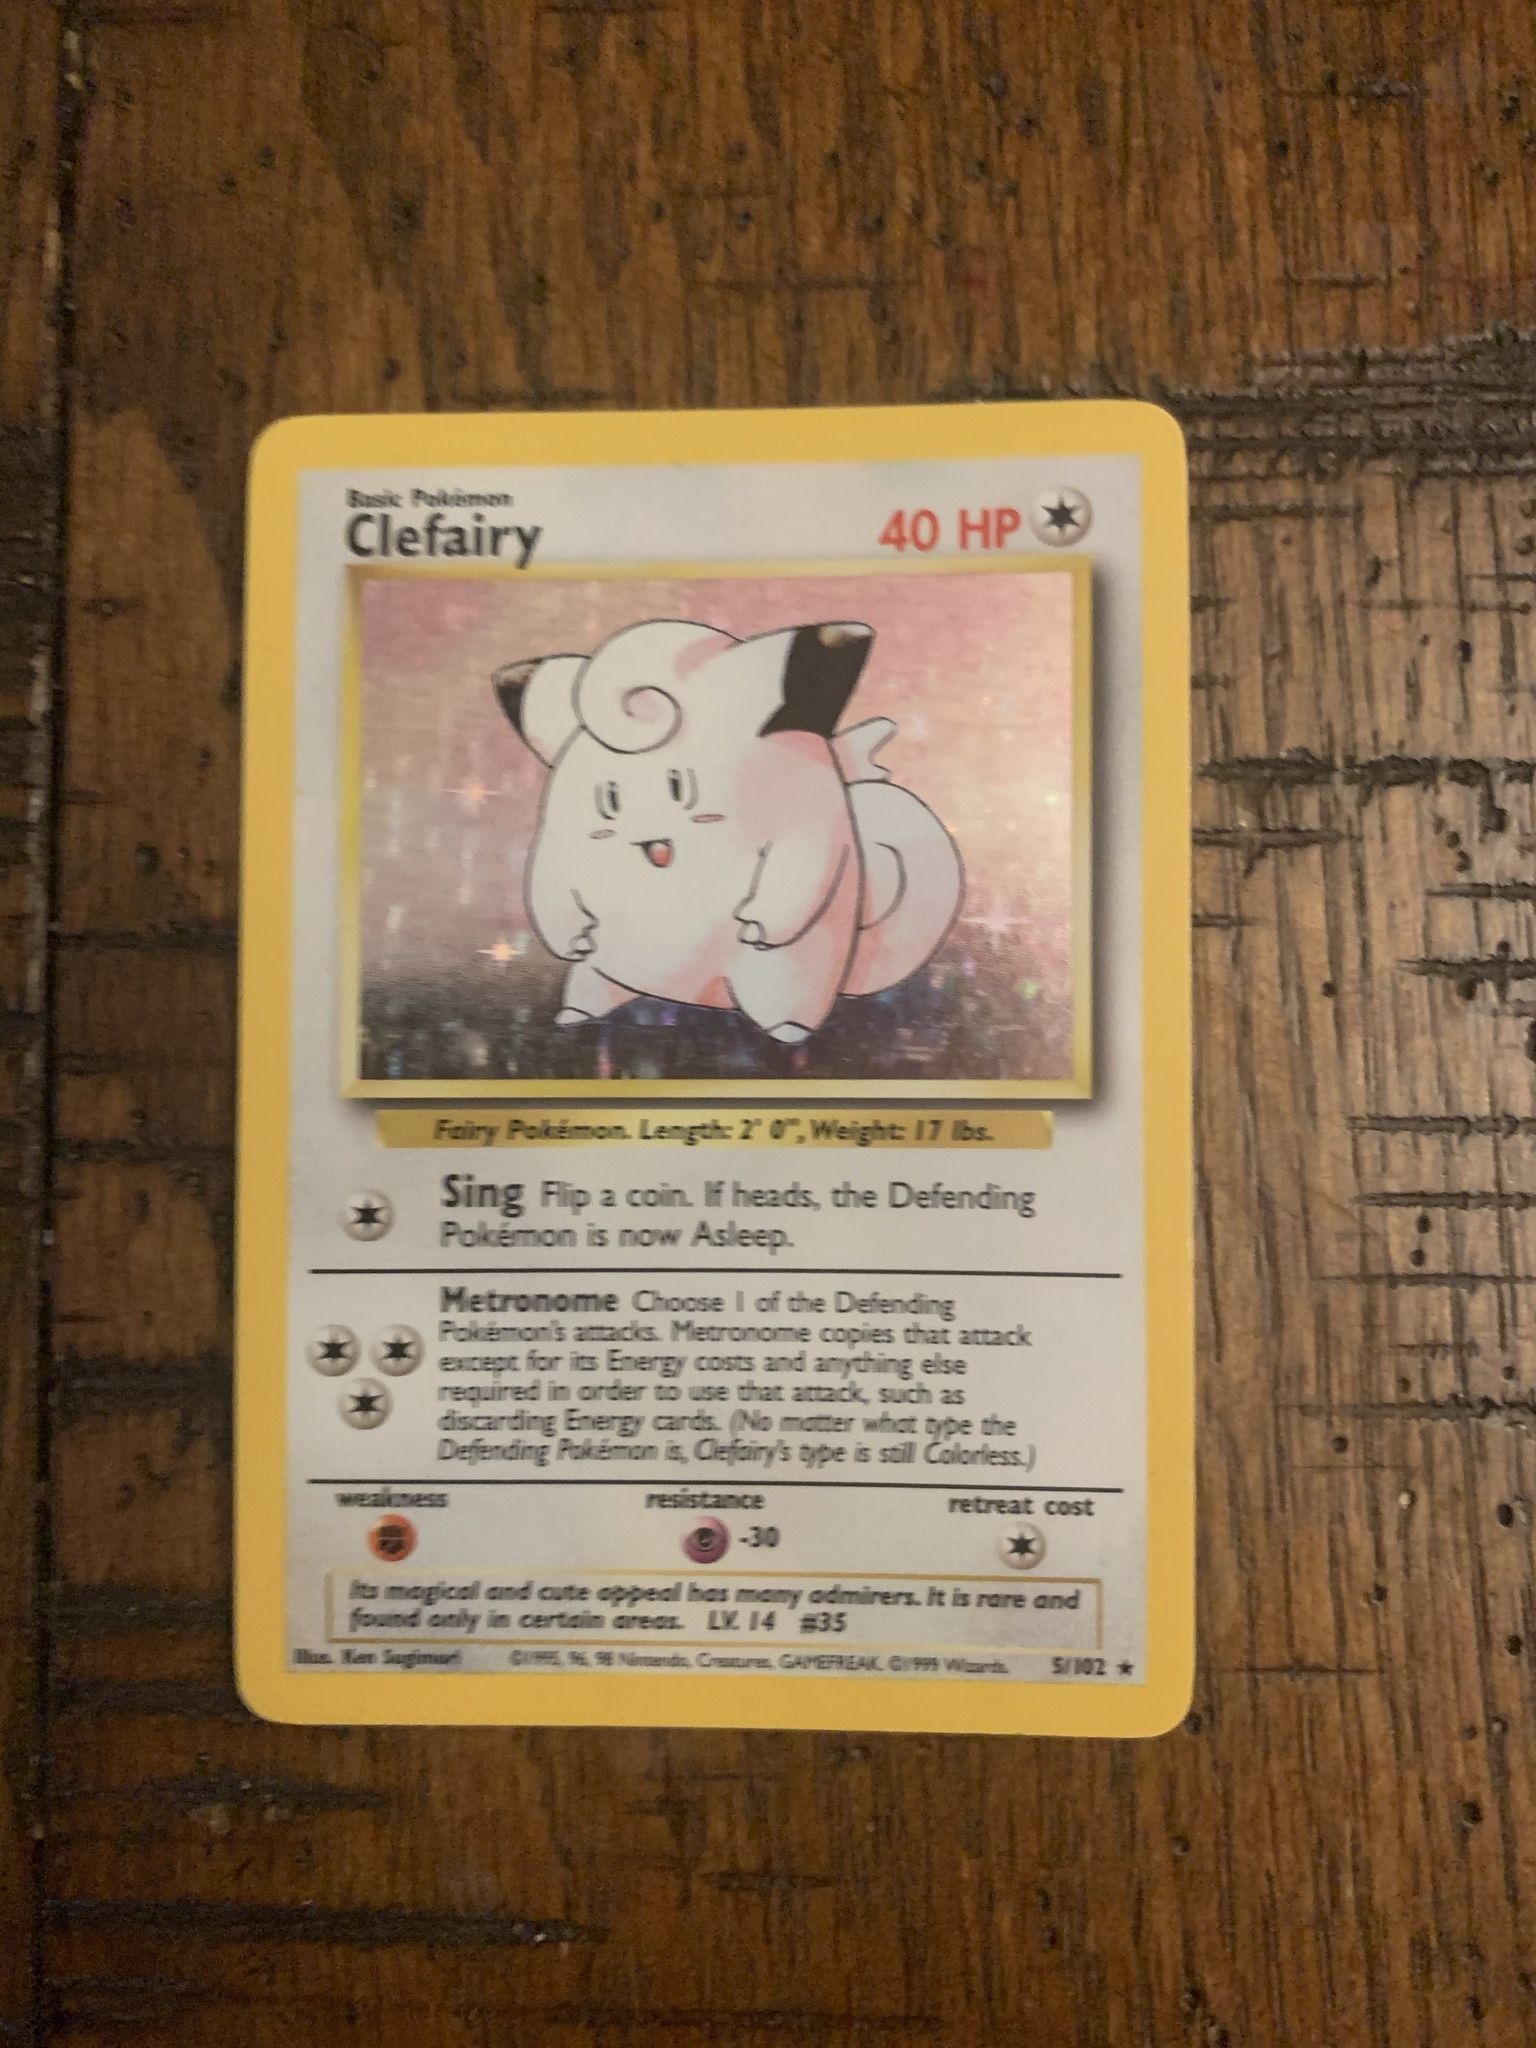 Basic Pokémon
Clefairy
40 HP
Fairy Pokémon. Length: 2' 0", Weight: 17 lbs.
Sing Flip a coin. If heads, the Defending
Pokémon is now Asleep.
Metronome Choose 1 of the Defending
Pokémon's attacks. Metronome copies that attack
except for its Energy costs and anything else
required in order to use that attack, such as
discarding Energy cards. (No matter what type the
Defending Pokémon is, Clefairy's type is still Colorless.)
weakness resistance retreat cost
-30
Its magical and cute appeal has many admirers. It is rare and
found only in certain areas. LV. 14 #35
Illus. Ken Sugimori ©1995, 96, 98 Nintendo, Creatures, GAMEFREAK. ©1999 Wizards. 5/102 ★